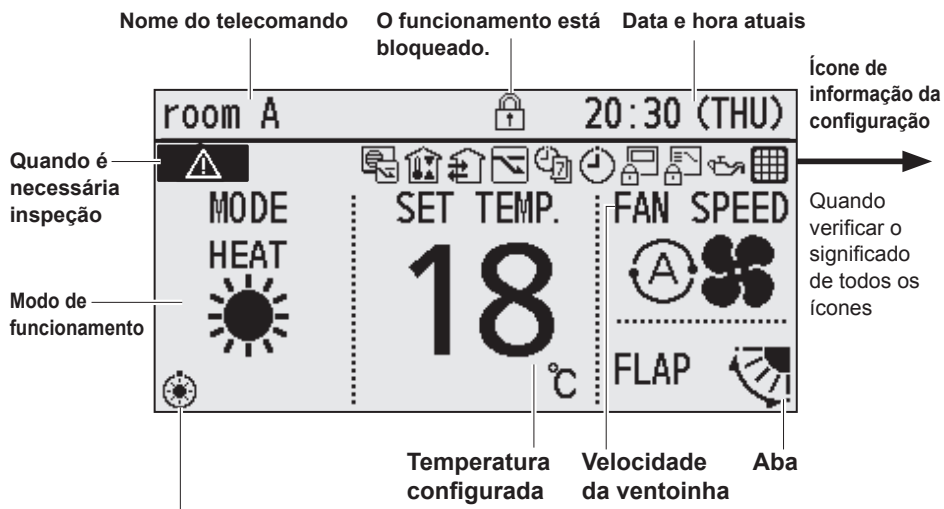 Nome do telecomando
O funcionamento está
bloqueado.
Data e hora atuais
Ícone de
informação da
configuração
room A
20:30 (THU)
Quando é
necessária
inspeção
7
MODE
HEAT
SET TEMP.
18
°C
FAN SPEED
A
FLAP
Quando
verificar o
significado
de todos os
ícones
Modo de
funcionamento
Temperatura
configurada
Velocidade
da ventoinha
Aba